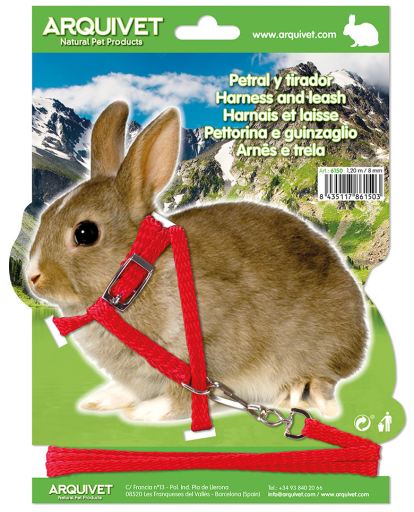 ARQUIVET
Natural Pet Products
www.arquivet.com
Petral y tirador
Harness and leash
Harnais et laisse
Pettorina e guinzaglio
Arnés e trela
Art.: 6150 1,20 m / 8 mm
8 435117 861503
ARQUIVET
Natural Pet Products
C/ Francia nº13 - Pol. Ind. Pla de Llerona
08520 Les Franqueses del Vallès - Barcelona (Spain)
Tel.: +34 93 840 20 66
info@arquivet.com - www.arquivet.com